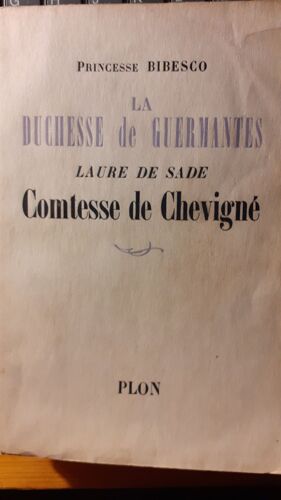 Princesse BIBESCO
LA
DUCHESSE de GUERMANTES
LAURE DE SADE
Comtesse de Chevigné
PLON